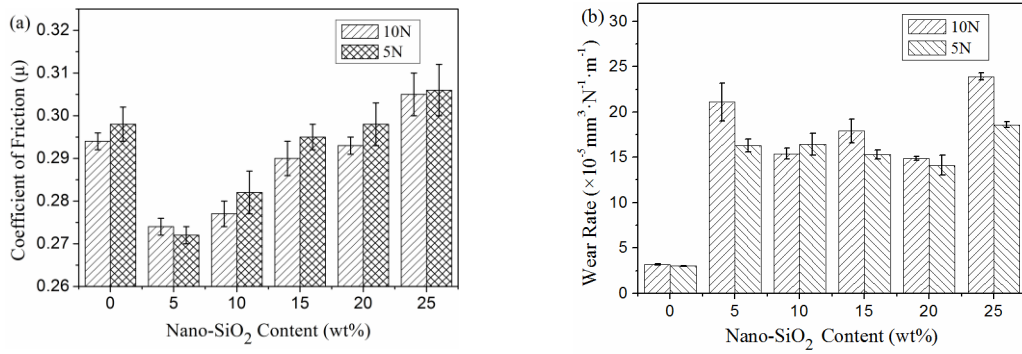 (a)
0.32
0.31
0.30
0.29
0.28
0.27
0.26
Coefficient of Friction (μ)
10N
5N
0 5 10 15 20 25
Nano-SiO2 Content (wt%)
(b)
30
25
20
15
10
5
0
Wear Rate (×10-5 mm3·N-1·m-1)
10N
5N
0 5 10 15 20 25
Nano-SiO2 Content (wt%)